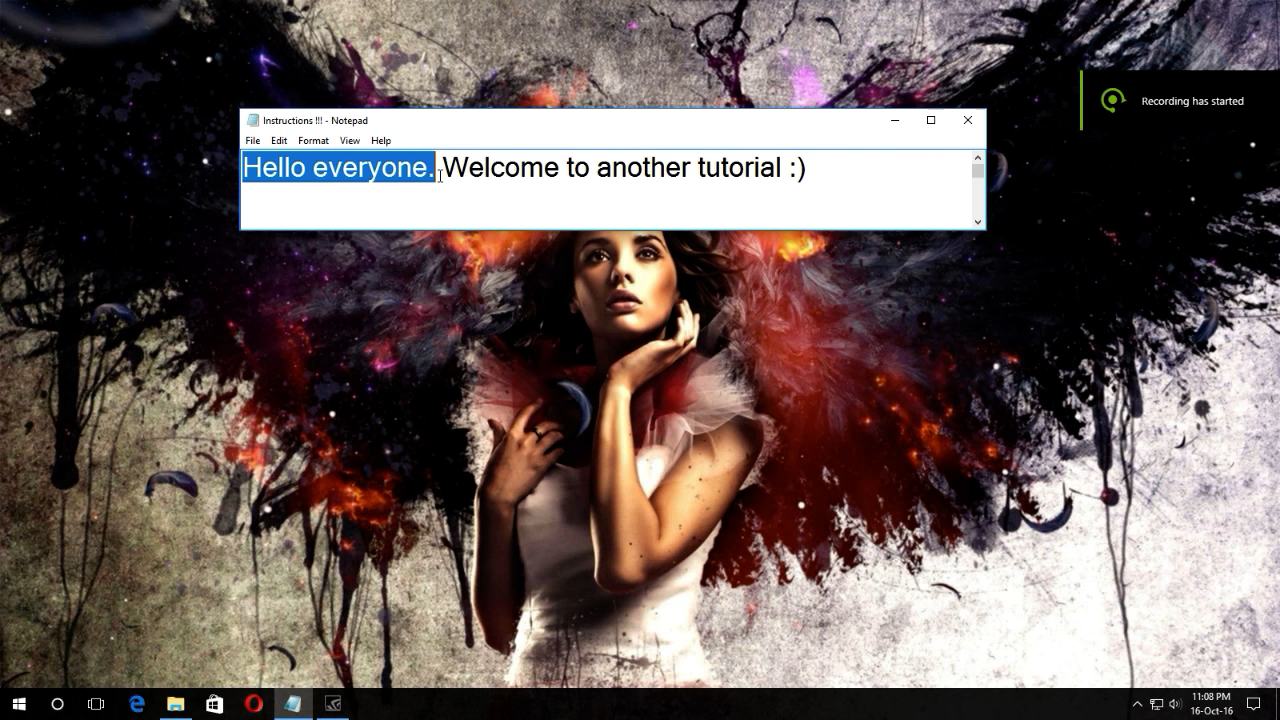 Instructions !!! - Notepad
File Edit Format View Help
Hello everyone. Welcome to another tutorial :)
Recording has started
11:08 PM
16-Oct-16